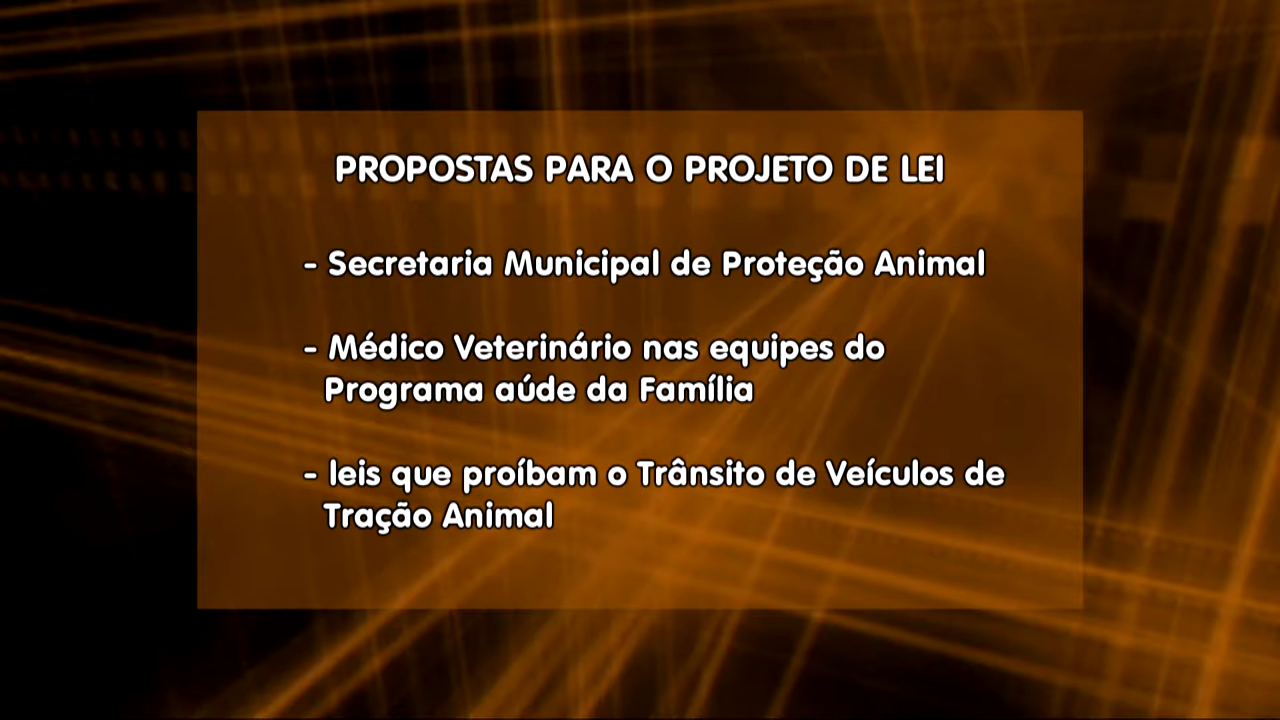 PROPOSTAS PARA O PROJETO DE LEI
- Secretaria Municipal de Proteção Animal
- Médico Veterinário nas equipes do
Programa aúde da Família
- leis que proíbam o Trânsito de Veículos de
Tração Animal